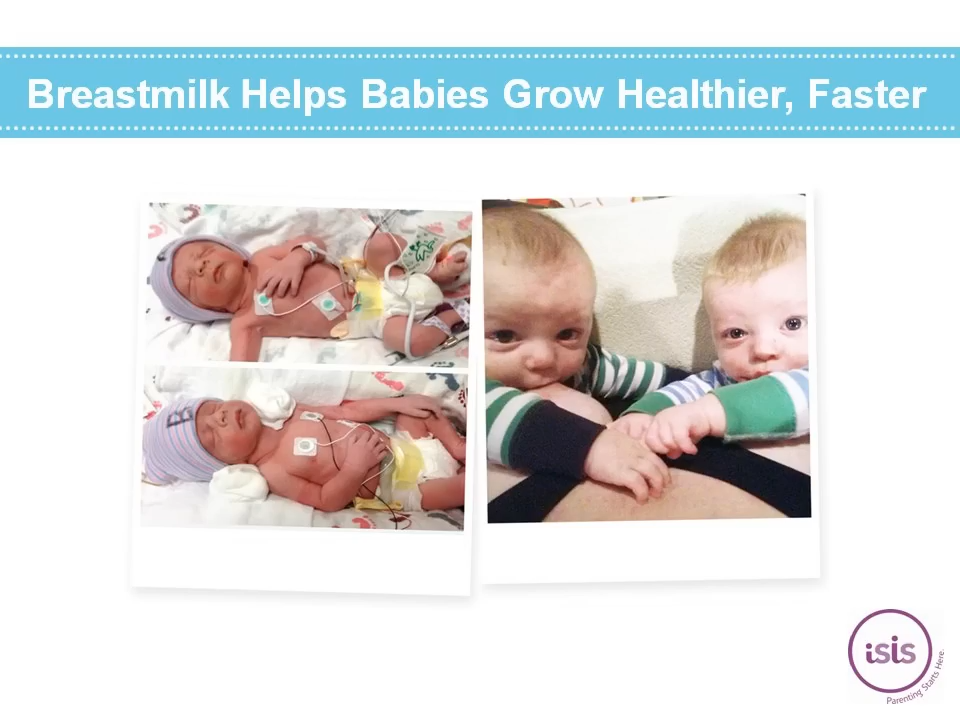 Breastmilk Helps Babies Grow Healthier, Faster
B
isis
Parenting Starts Here.